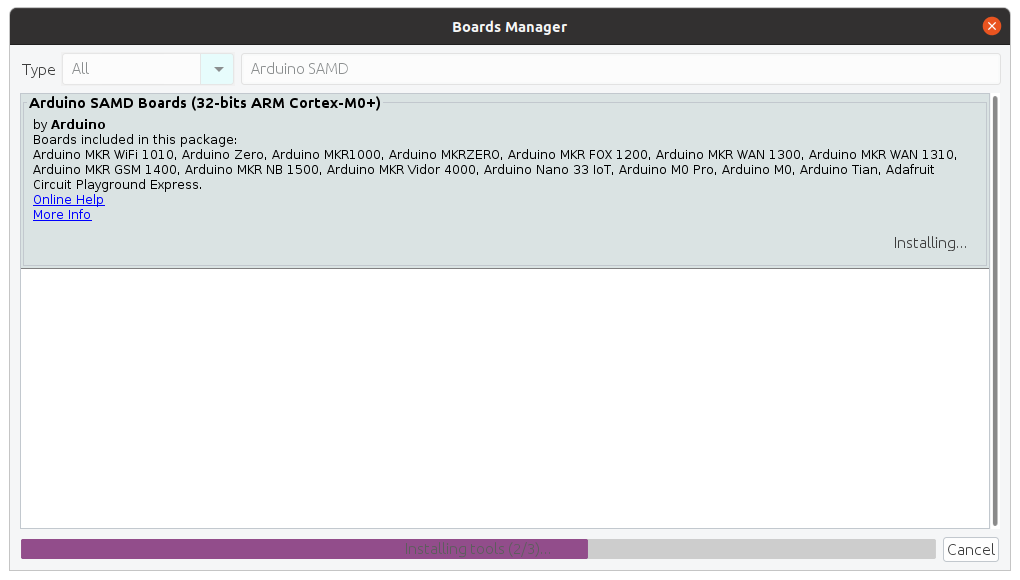 Boards Manager
Type All Arduino SAMD
Arduino SAMD Boards (32-bits ARM Cortex-M0+)
by Arduino
Boards included in this package:
Arduino MKR WiFi 1010, Arduino Zero, Arduino MKR1000, Arduino MKRZERO, Arduino MKR FOX 1200, Arduino MKR WAN 1300, Arduino MKR WAN 1310,
Arduino MKR GSM 1400, Arduino MKR NB 1500, Arduino MKR Vidor 4000, Arduino Nano 33 IoT, Arduino M0 Pro, Arduino M0, Arduino Tian, Adafruit
Circuit Playground Express.
Online Help
More Info
Installing...
Installing tools (2/3)...
Cancel